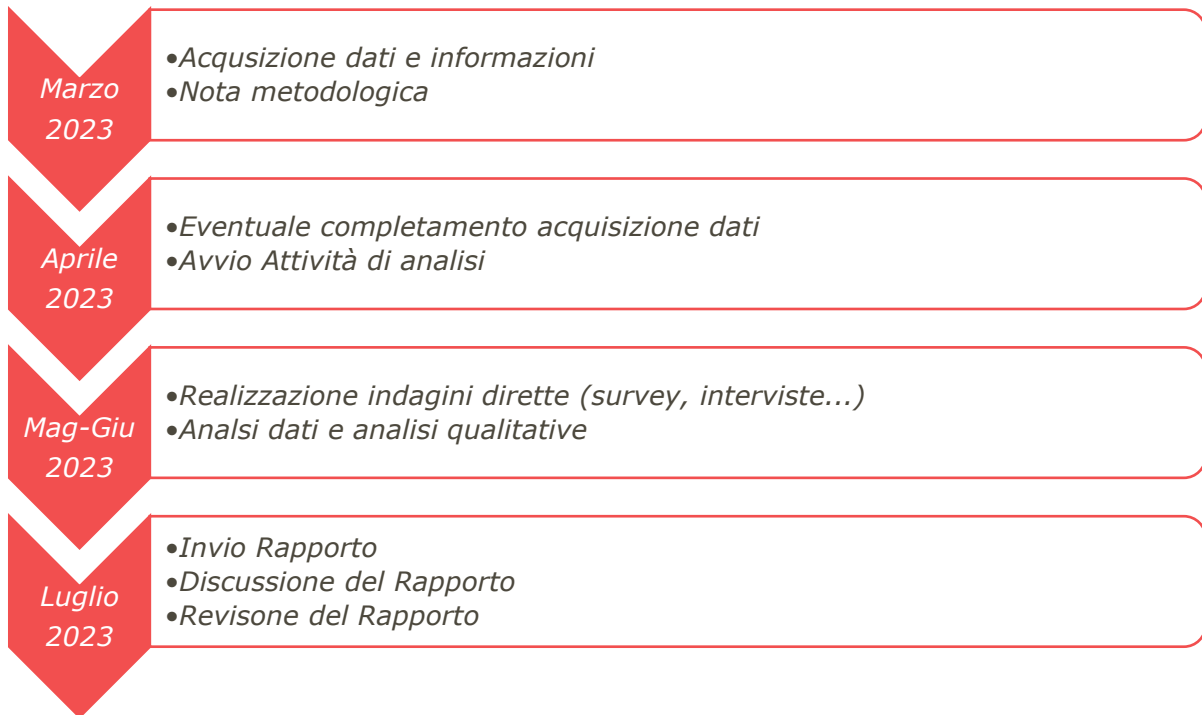 Marzo
2023
•Acqusizione dati e informazioni
•Nota metodologica
Aprile
2023
•Eventuale completamento acquisizione dati
•Avvio Attività di analisi
Mag-Giu
2023
•Realizzazione indagini dirette (survey, interviste...)
•Analsi dati e analisi qualitative
Luglio
2023
•Invio Rapporto
•Discussione del Rapporto
•Revisone del Rapporto